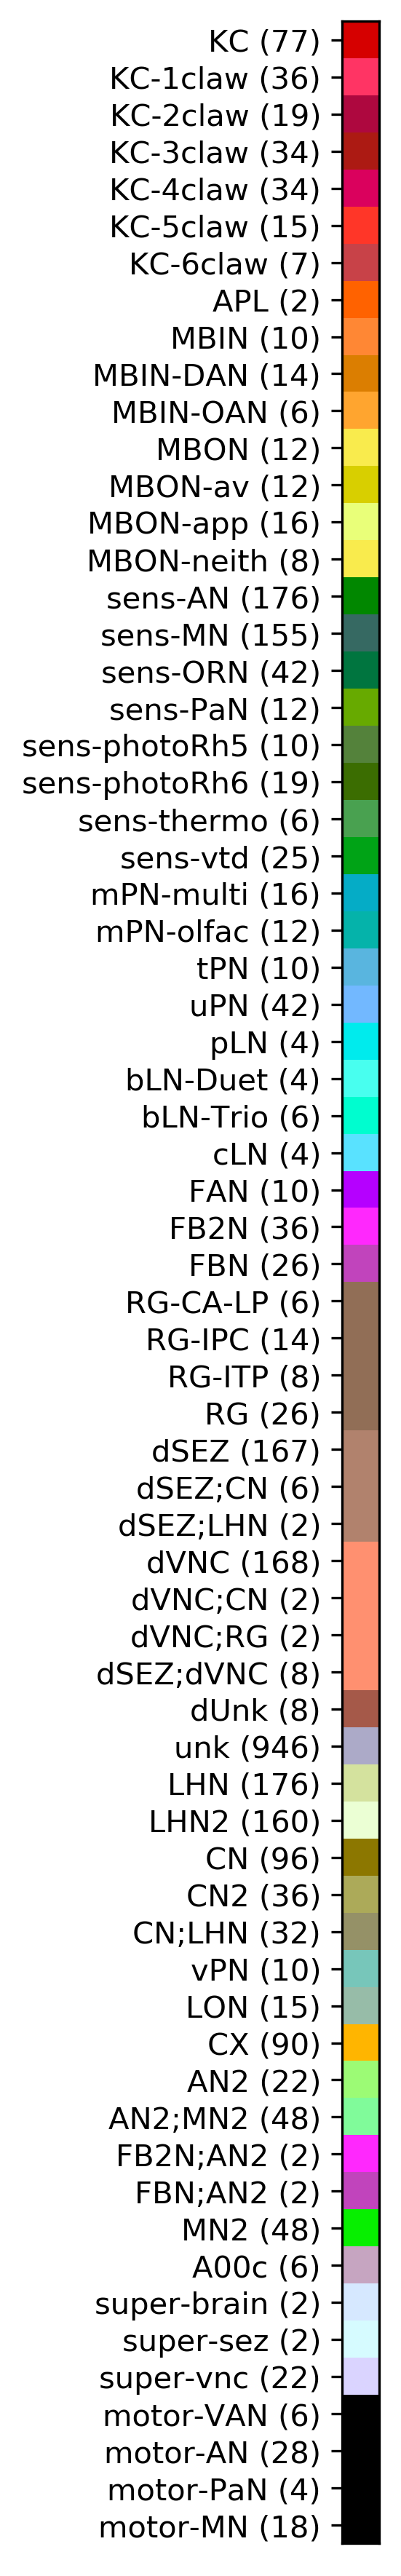 KC (77)
KC-1claw (36)
KC-2claw (19)
KC-3claw (34)
KC-4claw (34)
KC-5claw (15)
KC-6claw (7)
APL (2)
MBIN (10)
MBIN-DAN (14)
MBIN-OAN (6)
MBON (12)
MBON-av (12)
MBON-app (16)
MBON-neith (8)
sens-AN (176)
sens-MN (155)
sens-ORN (42)
sens-PaN (12)
sens-photoRh5 (10)
sens-photoRh6 (19)
sens-thermo (6)
sens-vtd (25)
mPN-multi (16)
mPN-olfac (12)
tPN (10)
uPN (42)
pLN (4)
bLN-Duet (4)
bLN-Trio (6)
cLN (4)
FAN (10)
FB2N (36)
FBN (26)
RG-CA-LP (6)
RG-IPC (14)
RG-ITP (8)
RG (26)
dSEZ (167)
dSEZ;CN (6)
dSEZ;LHN (2)
dVNC (168)
dVNC;CN (2)
dVNC;RG (2)
dSEZ;dVNC (8)
dUnk (8)
unk (946)
LHN (176)
LHN2 (160)
CN (96)
CN2 (36)
CN;LHN (32)
vPN (10)
LON (15)
CX (90)
AN2 (22)
AN2;MN2 (48)
FB2N;AN2 (2)
FBN;AN2 (2)
MN2 (48)
A00c (6)
super-brain (2)
super-sez (2)
super-vnc (22)
motor-VAN (6)
motor-AN (28)
motor-PaN (4)
motor-MN (18)